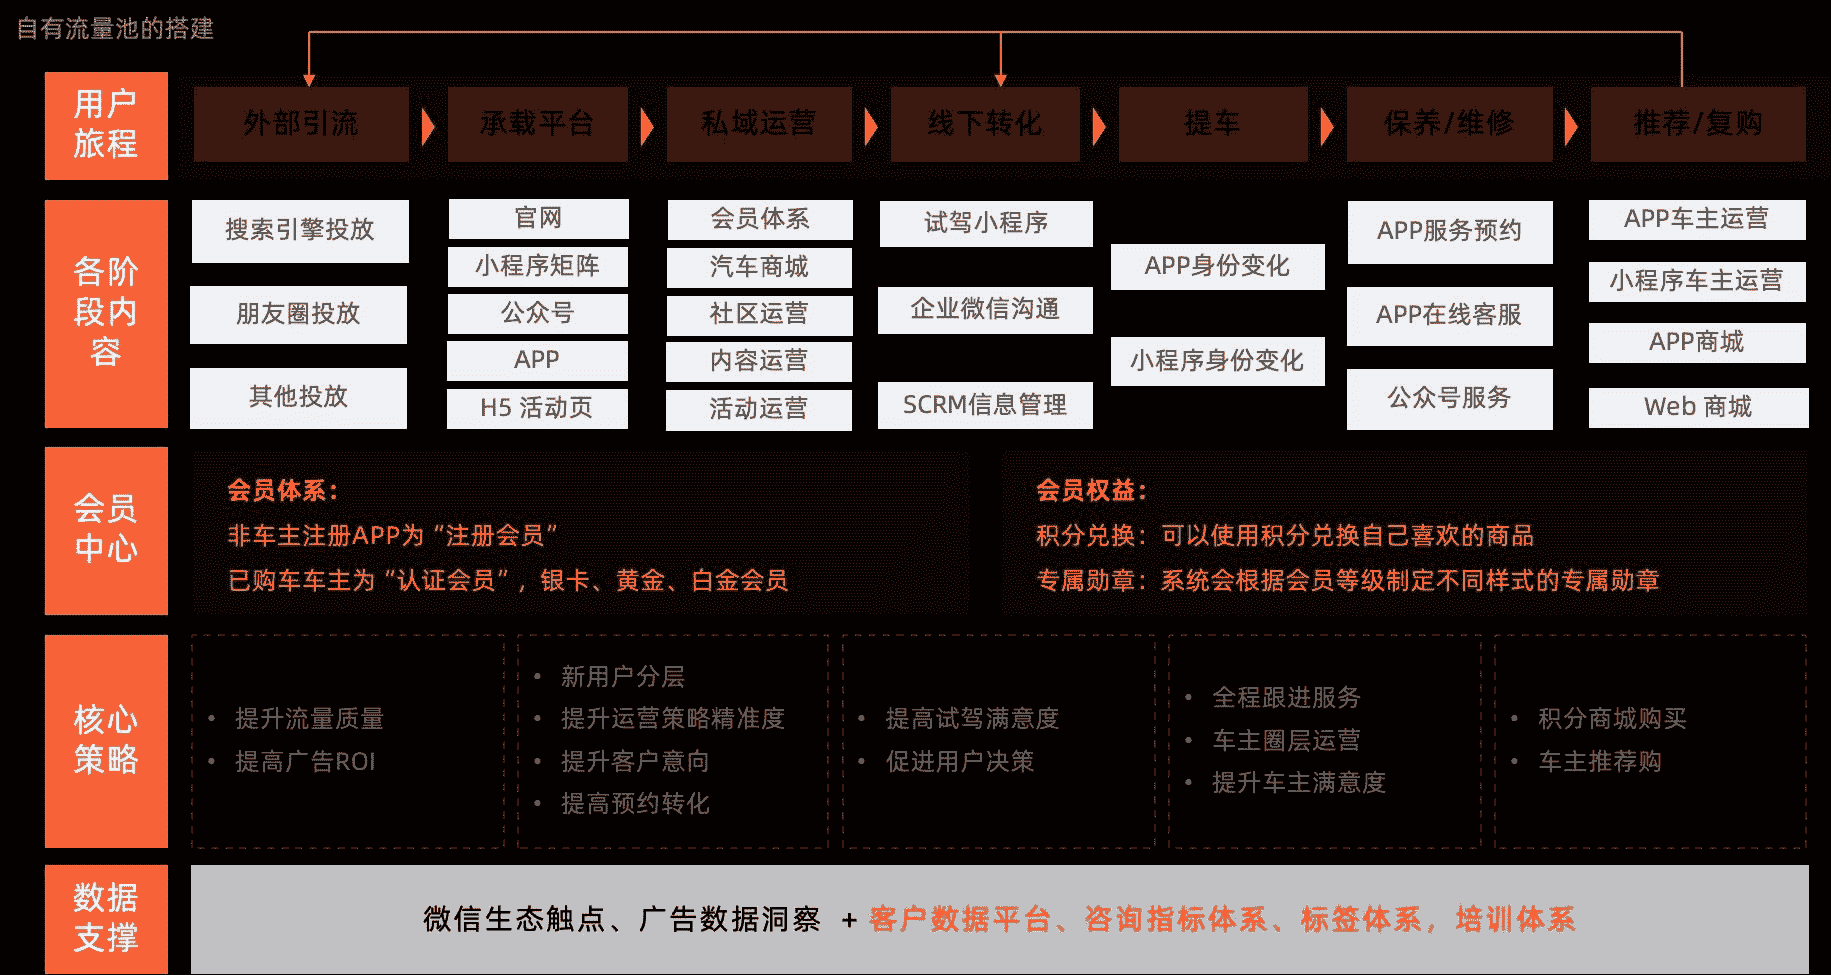 自有流量池的搭建
用户
旅程
外部引流
承载平台
私域运营
线下转化
提车
保养/维修
推荐/复购
各阶
段内
容
搜索引擎投放
朋友圈投放
其他投放
官网
小程序矩阵
公众号
APP
H5 活动页
会员体系
汽车商城
社区运营
内容运营
活动运营
试驾小程序
企业微信沟通
SCRM信息管理
APP身份变化
小程序身份变化
APP服务预约
APP在线客服
公众号服务
APP车主运营
小程序车主运营
APP商城
Web 商城
会员
中心
会员体系：
非车主注册APP为“注册会员”
已购车车主为“认证会员”，银卡、黄金、白金会员
会员权益：
积分兑换：可以使用积分兑换自己喜欢的商品
专属勋章：系统会根据会员等级制定不同样式的专属勋章
核心
策略
• 提升流量质量
• 提高广告ROI
• 新用户分层
• 提升运营策略精准度
• 提升客户意向
• 提高预约转化
• 提高试驾满意度
• 促进用户决策
• 全程跟进服务
• 车主圈层运营
• 提升车主满意度
• 积分商城购买
• 车主推荐购
数据
支撑
微信生态触点、广告数据洞察 + 客户数据平台、咨询指标体系、标签体系，培训体系